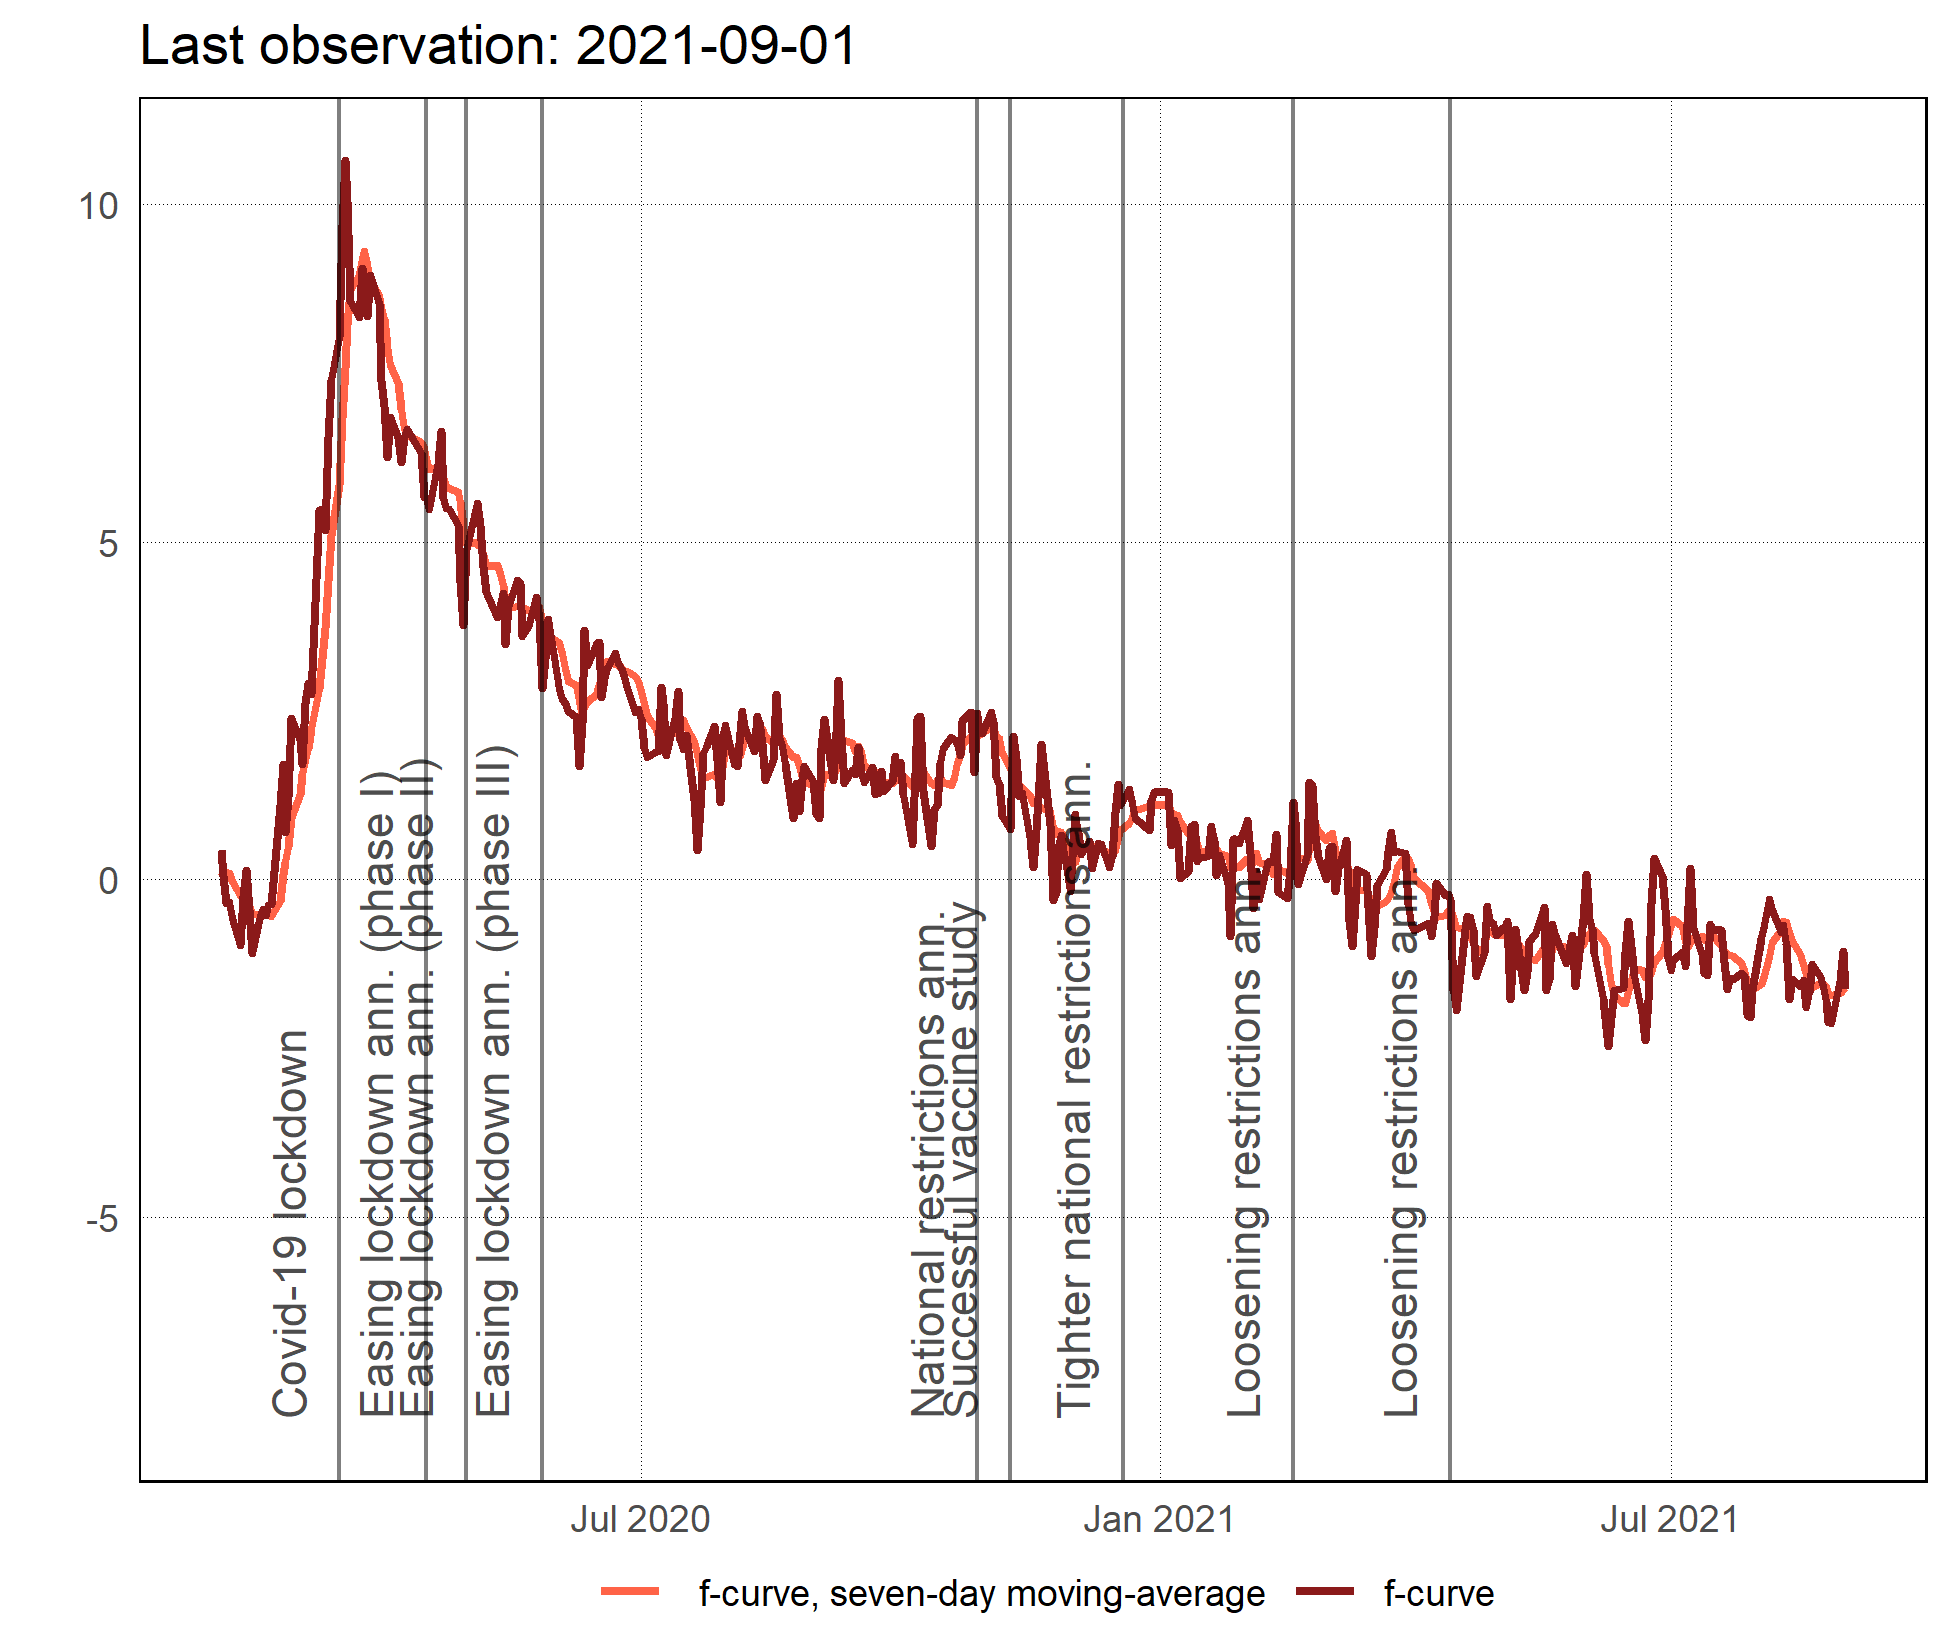 Last observation: 2021-09-01
10
5
0
-5
Covid-19 lockdown
Easing lockdown ann. (phase I)
Easing lockdown ann. (phase II)
Easing lockdown ann. (phase III)
National restrictions ann.
Successful vaccine study
Tighter national restrictions ann.
Loosening restrictions ann.
Loosening restrictions ann.
Jul 2020
Jan 2021
Jul 2021
f-curve, seven-day moving-average
f-curve